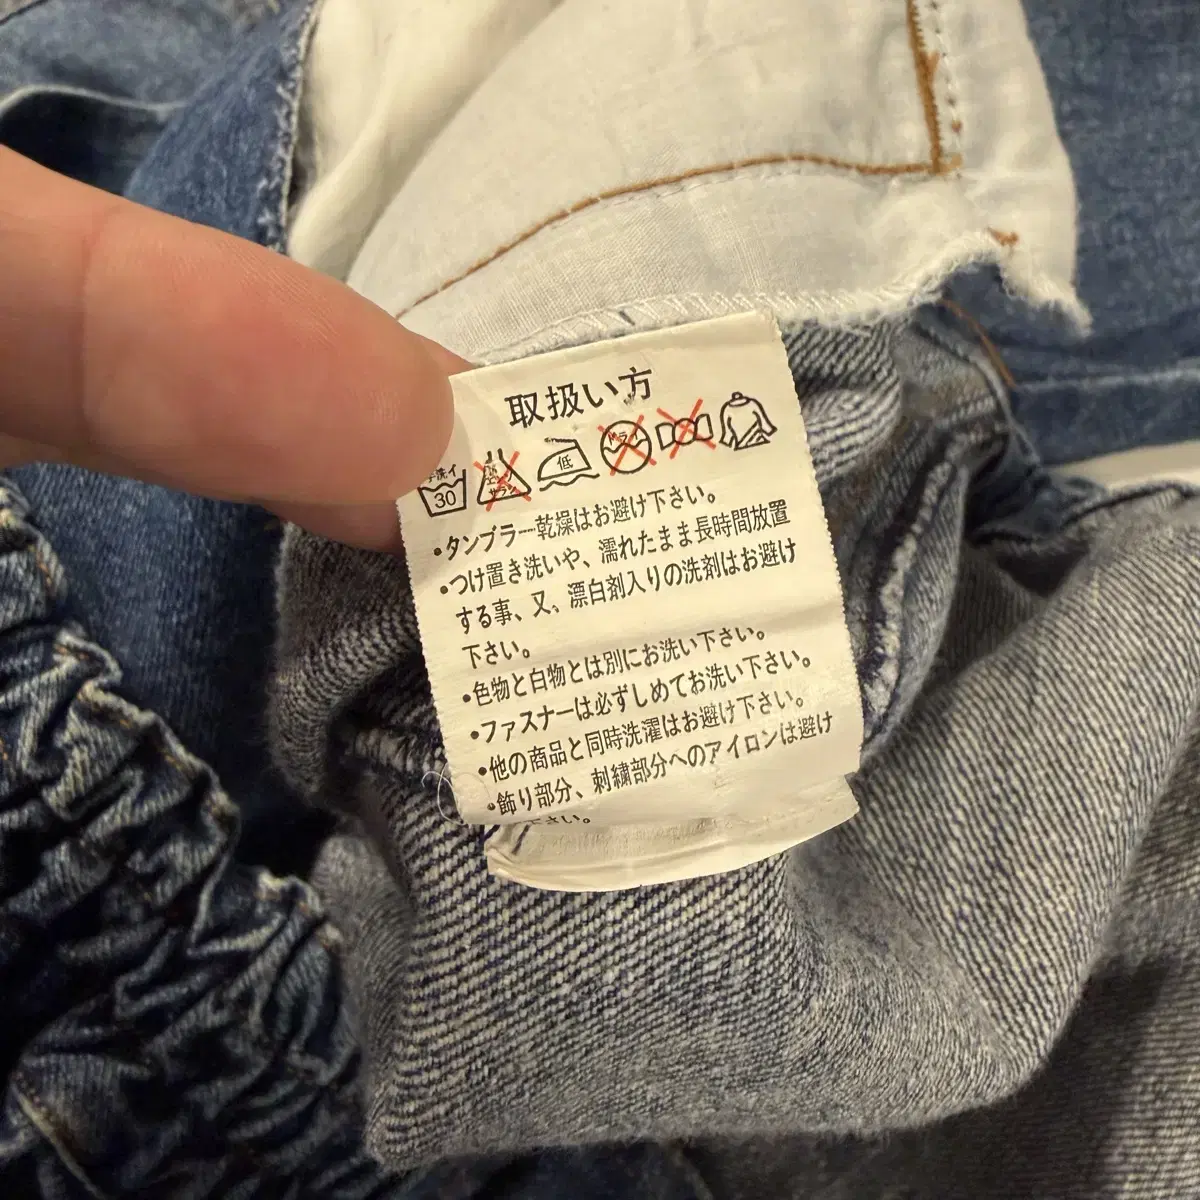 取扱い方
手洗イ 30 低 ドライ
•タンブラー乾燥はお避け下さい。
•つけ置き洗いや、濡れたまま長時間放置
する事、又、漂白剤入りの洗剤はお避け
下さい。
•色物と白物とは別にお洗い下さい。
•ファスナーは必ずしめてお洗い下さい。
•他の商品と同時洗濯はお避け下さい。
•飾り部分、刺繍部分へのアイロンは避け
下さい。